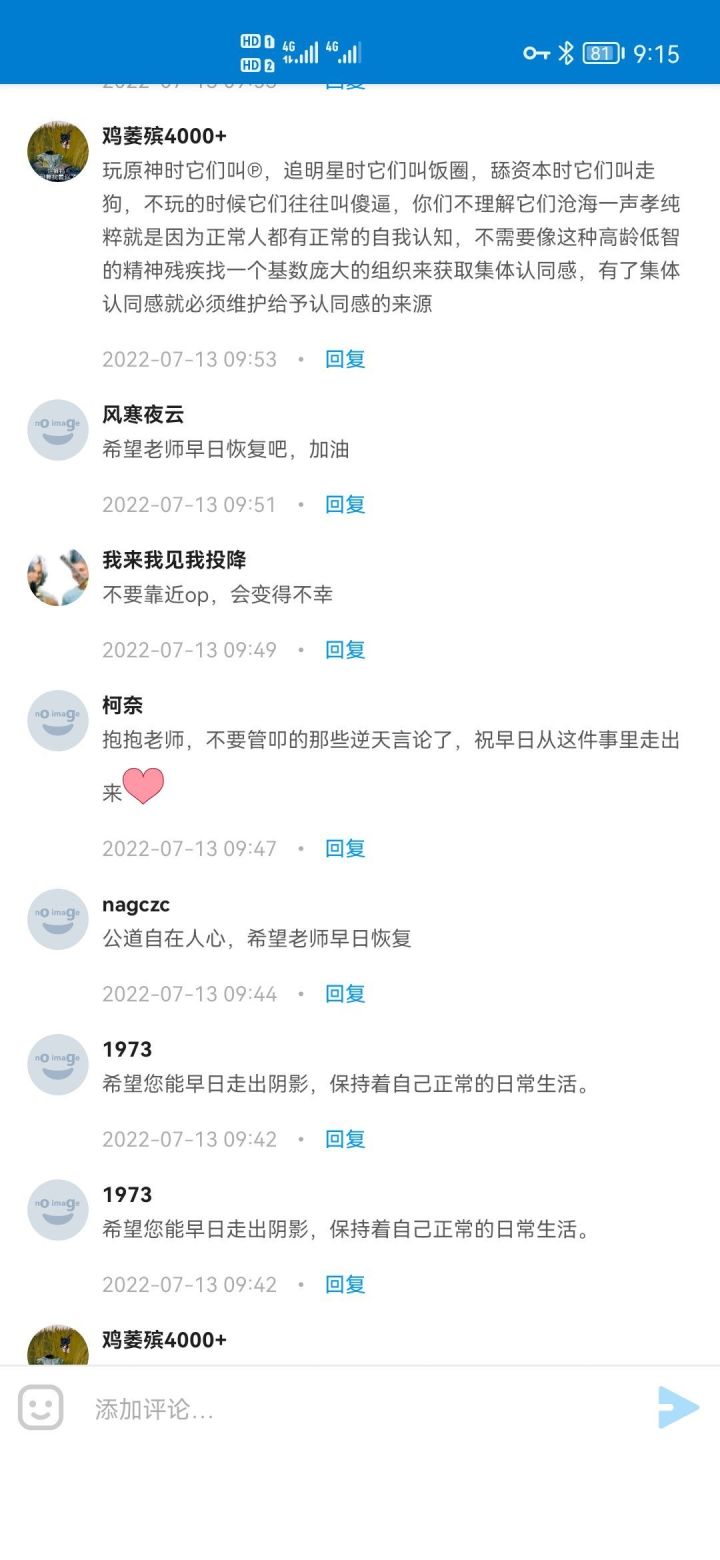 HD 1 4G 4G
HD 2
81 9:15
回复
鸡萎殡4000+
玩原神时它们叫℗，追明星时它们叫饭圈，舔资本时它们叫走
狗，不玩的时候它们往往叫傻逼，你们不理解它们沧海一声孝纯
粹就是因为正常人都有正常的自我认知，不需要像这种高龄低智
的精神残疾找一个基数庞大的组织来获取集体认同感，有了集体
认同感就必须维护给予认同感的来源
2022-07-13 09:53 • 回复
no image
风寒夜云
希望老师早日恢复吧，加油
2022-07-13 09:51 • 回复
我来我见我投降
不要靠近op，会变得不幸
2022-07-13 09:49 • 回复
no image
柯奈
抱抱老师，不要管叩的那些逆天言论了，祝早日从这件事里走出
来
2022-07-13 09:47 • 回复
no image
nagczc
公道自在人心，希望老师早日恢复
2022-07-13 09:44 • 回复
no image
1973
希望您能早日走出阴影，保持着自己正常的日常生活。
2022-07-13 09:42 • 回复
no image
1973
希望您能早日走出阴影，保持着自己正常的日常生活。
2022-07-13 09:42 • 回复
鸡萎殡4000+
添加评论...